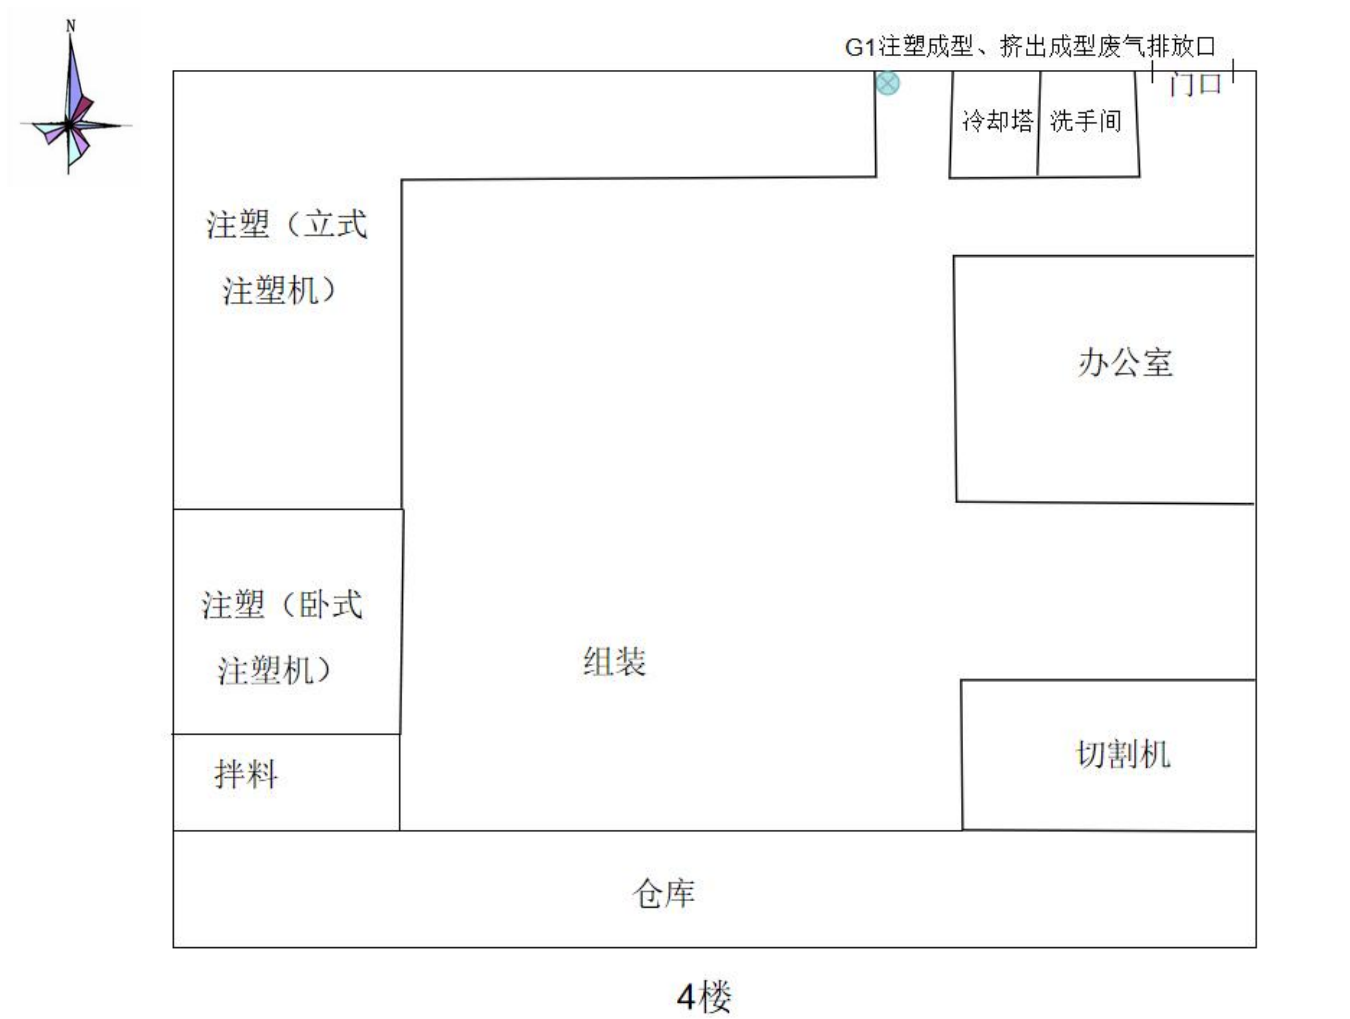 N
G1注塑成型、挤出成型废气排放口
门口
冷却塔
洗手间
注塑（立式
注塑机）
办公室
注塑（卧式
注塑机）
组装
切割机
拌料
仓库
4楼